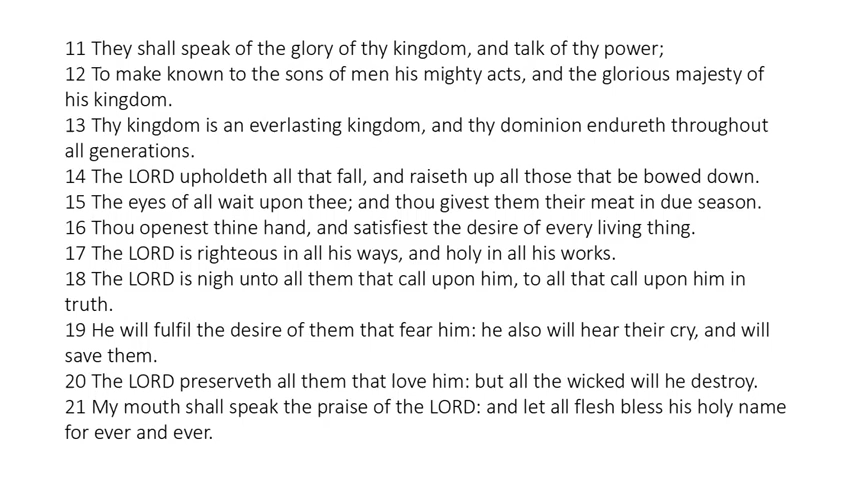 11 They shall speak of the glory of thy kingdom, and talk of thy power;
12 To make known to the sons of men his mighty acts, and the glorious majesty of
his kingdom.
13 Thy kingdom is an everlasting kingdom, and thy dominion endureth throughout
all generations.
14 The LORD upholdeth all that fall, and raiseth up all those that be bowed down.
15 The eyes of all wait upon thee; and thou givest them their meat in due season.
16 Thou openest thine hand, and satisfiest the desire of every living thing.
17 The LORD is righteous in all his ways, and holy in all his works.
18 The LORD is nigh unto all them that call upon him, to all that call upon him in
truth.
19 He will fulfil the desire of them that fear him: he also will hear their cry, and will
save them.
20 The LORD preserveth all them that love him: but all the wicked will he destroy.
21 My mouth shall speak the praise of the LORD: and let all flesh bless his holy name
for ever and ever.